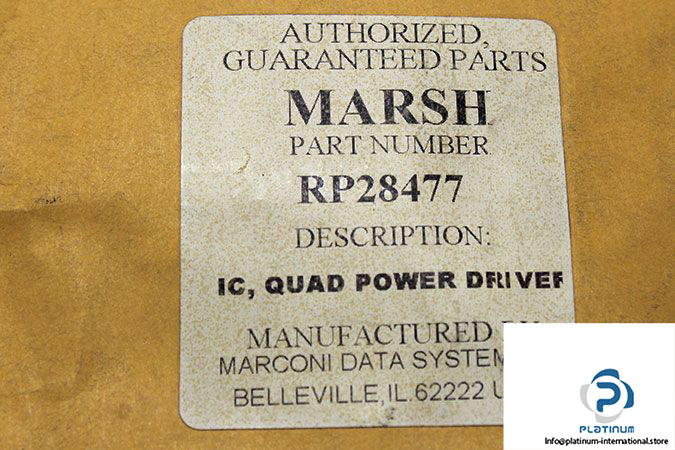 AUTHORIZED,
GUARANTEED PARTS
MARSH
PART NUMBER
RP28477
DESCRIPTION:
IC, QUAD POWER DRIVER
MANUFACTURED
MARCONI DATA SYSTEM
BELLEVILLE, IL. 62222 U
PLATINUM
Info@platinum-international.store